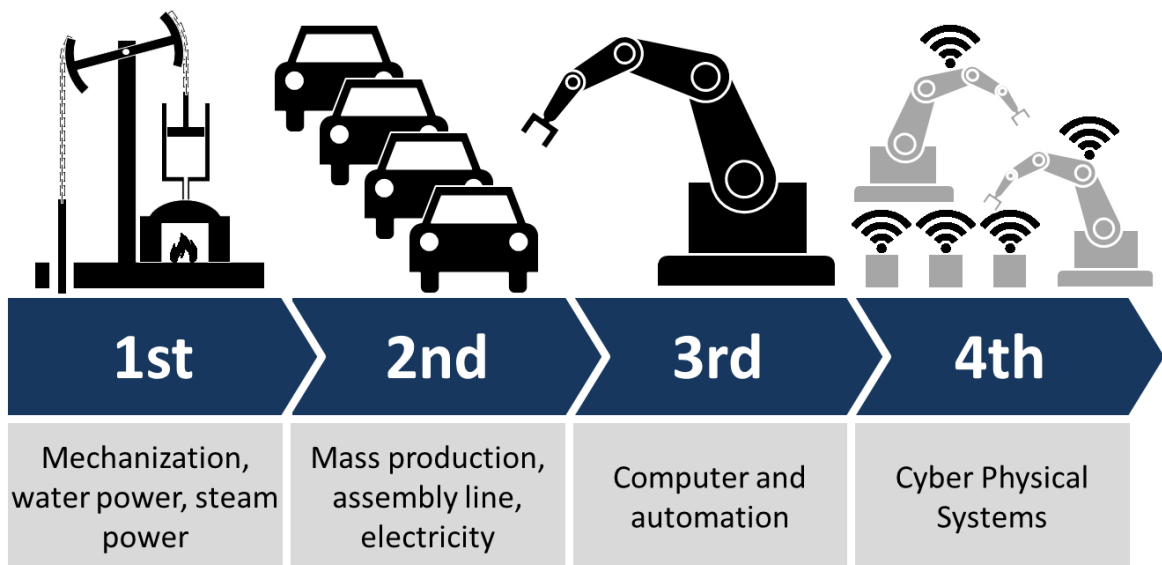 1st
2nd
3rd
4th
Mechanization,
water power, steam
power
Mass production,
assembly line,
electricity
Computer and
automation
Cyber Physical
Systems